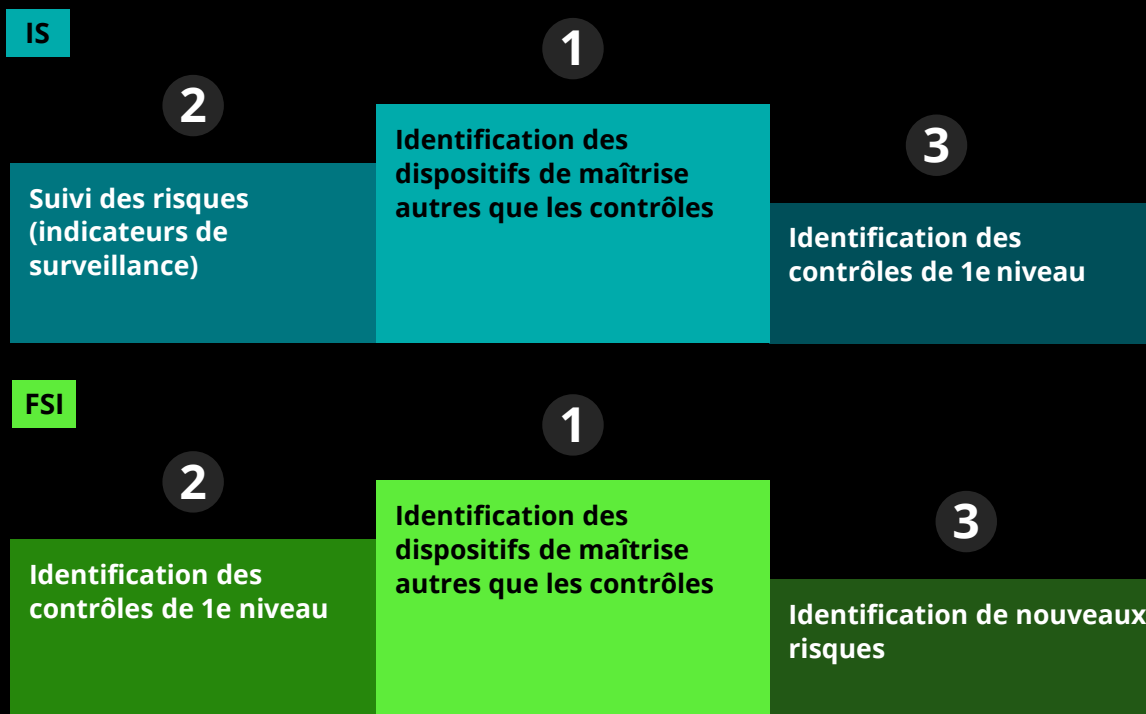 IS
1
2
3
Identification des
dispositifs de maîtrise
autres que les contrôles
Suivi des risques
(indicateurs de
surveillance)
Identification des
contrôles de 1e niveau
FSI
1
2
3
Identification des
dispositifs de maîtrise
autres que les contrôles
Identification des
contrôles de 1e niveau
Identification de nouveaux
risques